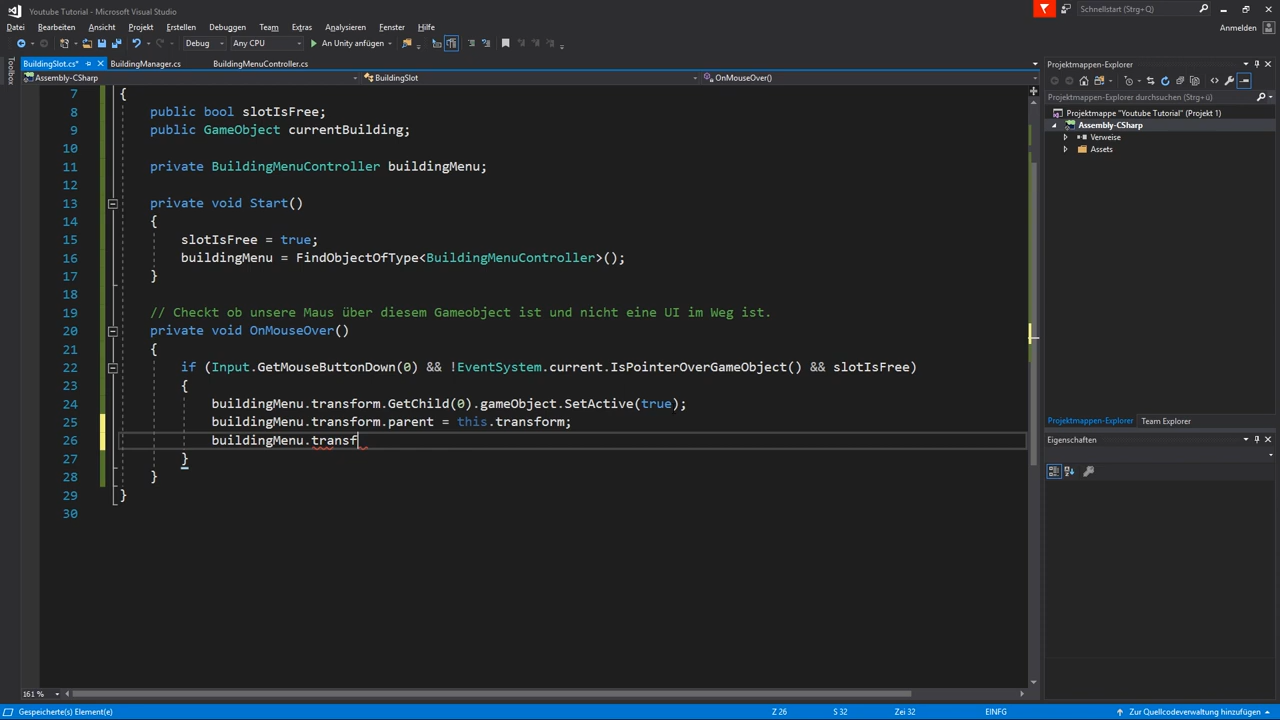 Youtube Tutorial - Microsoft Visual Studio
Schnellstart (Strg+Q)
Datei Bearbeiten Ansicht Projekt Erstellen Debuggen Team Extras Analysieren Fenster Hilfe
Anmelden
Debug Any CPU An Unity anfügen
BuildingSlot.cs* BuildingManager.cs BuildingMenuController.cs
Assembly-CSharp BuildingSlot OnMouseOver()
Toolbox
7 {
8 public bool slotIsFree;
9 public GameObject currentBuilding;
10
11 private BuildingMenuController buildingMenu;
12
13 private void Start()
14 {
15 slotIsFree = true;
16 buildingMenu = FindObjectOfType<BuildingMenuController>();
17 }
18
19 // Checkt ob unsere Maus über diesem Gameobject ist und nicht eine UI im Weg ist.
20 private void OnMouseOver()
21 {
22 if (Input.GetMouseButtonDown(0) && !EventSystem.current.IsPointerOverGameObject() && slotIsFree)
23 {
24 buildingMenu.transform.GetChild(0).gameObject.SetActive(true);
25 buildingMenu.transform.parent = this.transform;
26 buildingMenu.transf
27 }
28 }
29 }
30
161 %
Projektmappen-Explorer
Projektmappen-Explorer durchsuchen (Strg+ü)
Projektmappe "Youtube Tutorial" (Projekt 1)
Assembly-CSharp
Verweise
Assets
Projektmappen-Explorer Team Explorer
Eigenschaften
Gespeicherte(s) Element(e) Z 26 S 32 Zei 32 EINFG Zur Quellcodeverwaltung hinzufügen